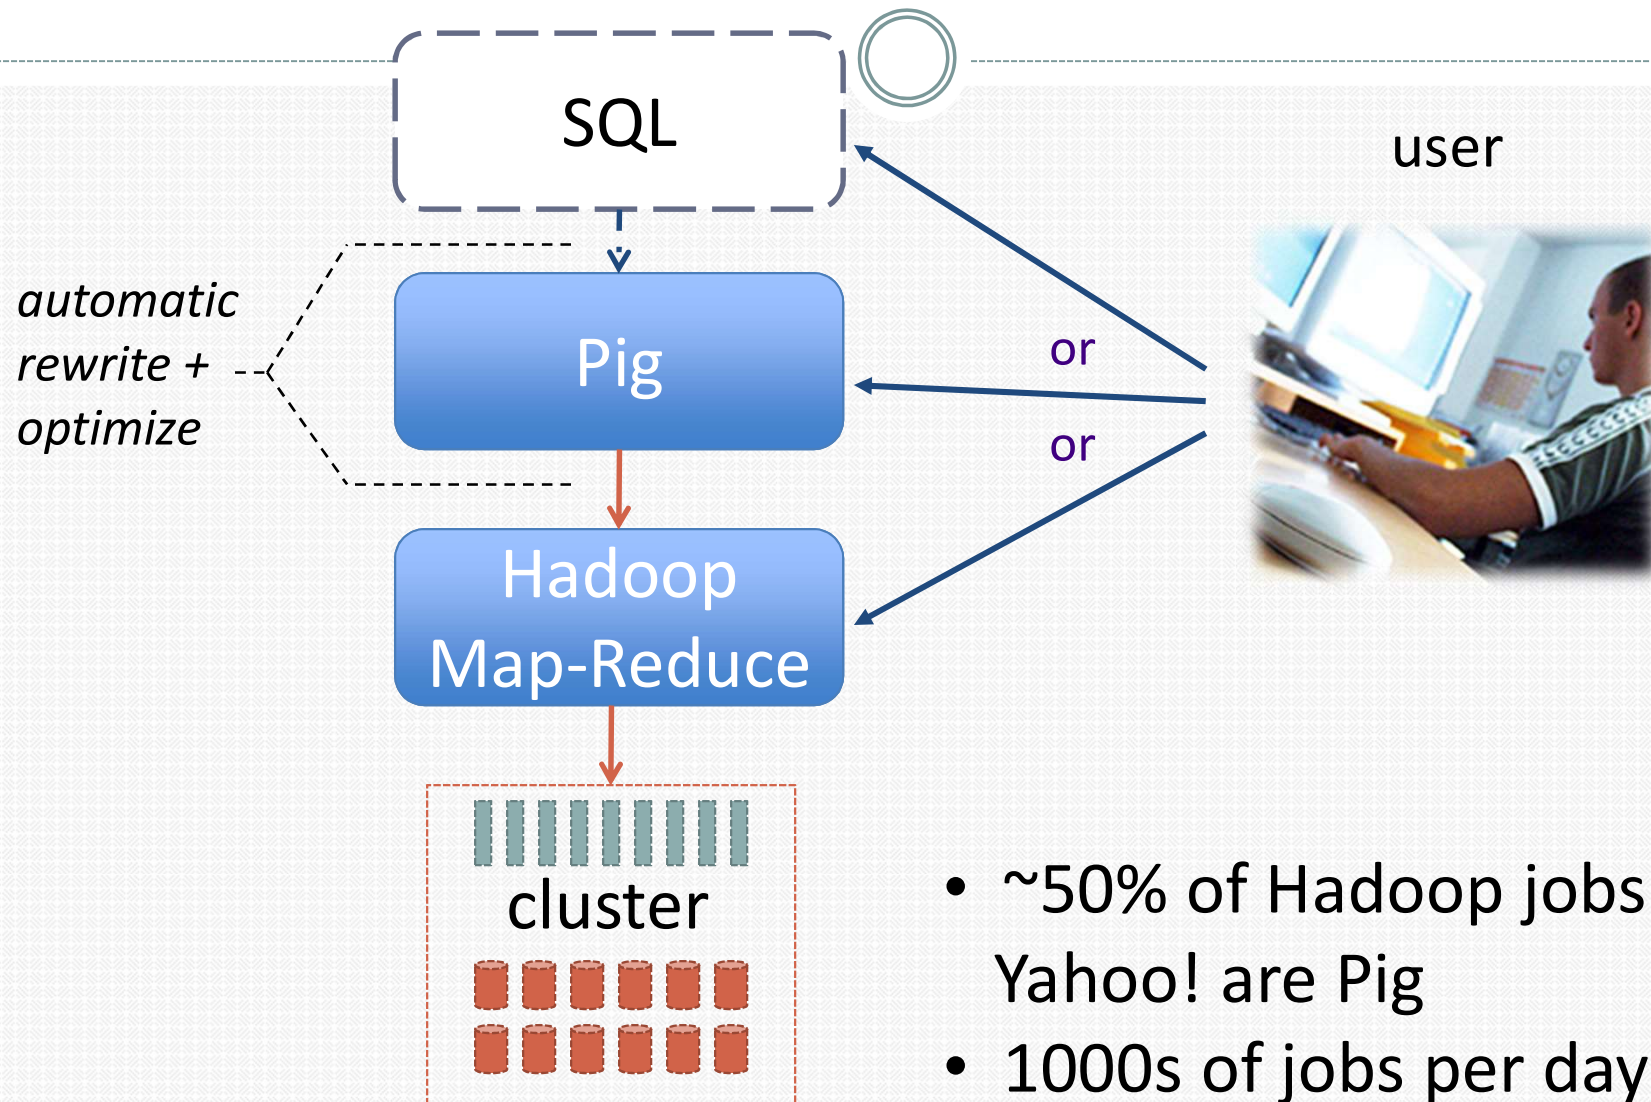 SQL
user
automatic
rewrite +
optimize
Pig
or
or
Hadoop
Map-Reduce
cluster
• ~50% of Hadoop jobs
Yahoo! are Pig
• 1000s of jobs per day